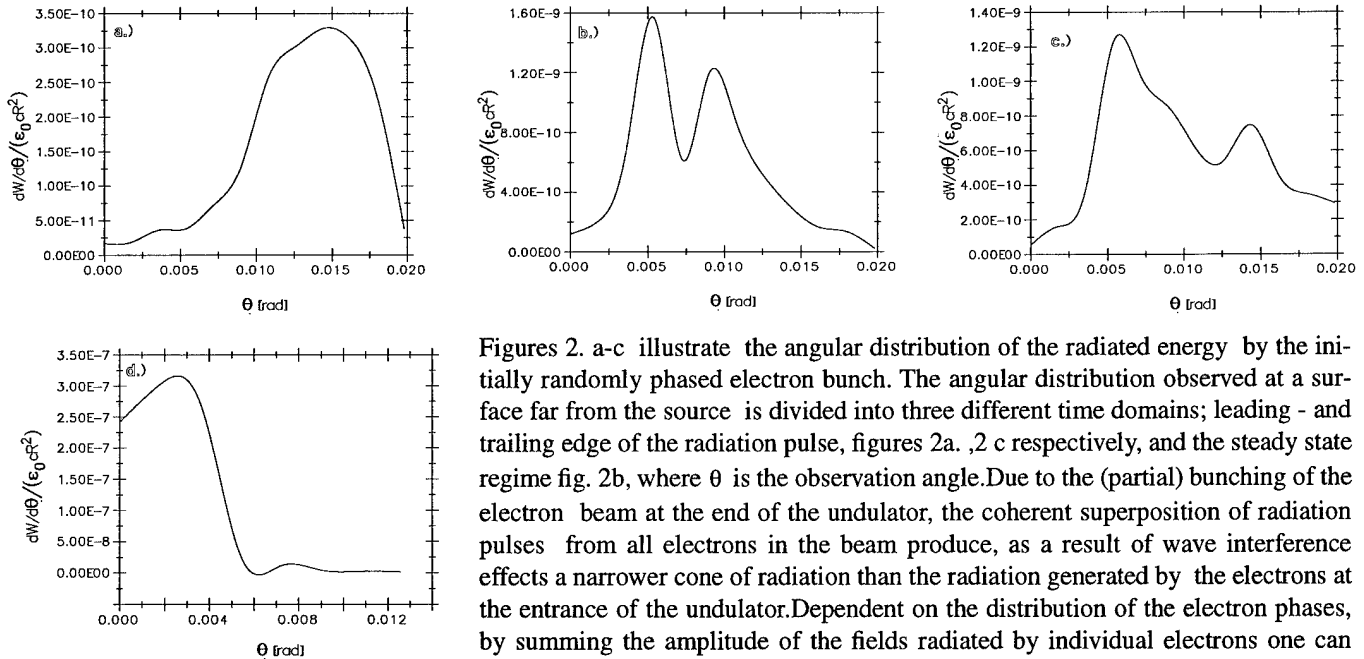 a.)
3.50E-10
3.00E-10
2.50E-10
2.00E-10
1.50E-10
1.00E-10
5.00E-11
0.00E00
dW/dθ/(ε₀cR²)
0.000 0.005 0.010 0.015 0.020
θ [rad]
b.)
1.60E-9
1.20E-9
8.00E-10
4.00E-10
0.00E00
dW/dθ/(ε₀cR²)
0.000 0.005 0.010 0.015 0.020
θ [rad]
c.)
1.40E-9
1.20E-9
1.00E-9
8.00E-10
6.00E-10
4.00E-10
2.00E-10
0.00E00
dW/dθ/(ε₀cR²)
0.000 0.005 0.010 0.015 0.020
θ [rad]
d.)
3.50E-7
3.00E-7
2.50E-7
2.00E-7
1.50E-7
1.00E-7
5.00E-8
0.00E00
dW/dθ/(ε₀cR²)
0.000 0.004 0.008 0.012
θ [rad]
Figures 2. a-c illustrate the angular distribution of the radiated energy by the ini-
tially randomly phased electron bunch. The angular distribution observed at a sur-
face far from the source is divided into three different time domains; leading - and
trailing edge of the radiation pulse, figures 2a. ,2 c respectively, and the steady state
regime fig. 2b, where θ is the observation angle.Due to the (partial) bunching of the
electron beam at the end of the undulator, the coherent superposition of radiation
pulses from all electrons in the beam produce, as a result of wave interference
effects a narrower cone of radiation than the radiation generated by the electrons at
the entrance of the undulator.Dependent on the distribution of the electron phases,
by summing the amplitude of the fields radiated by individual electrons one can